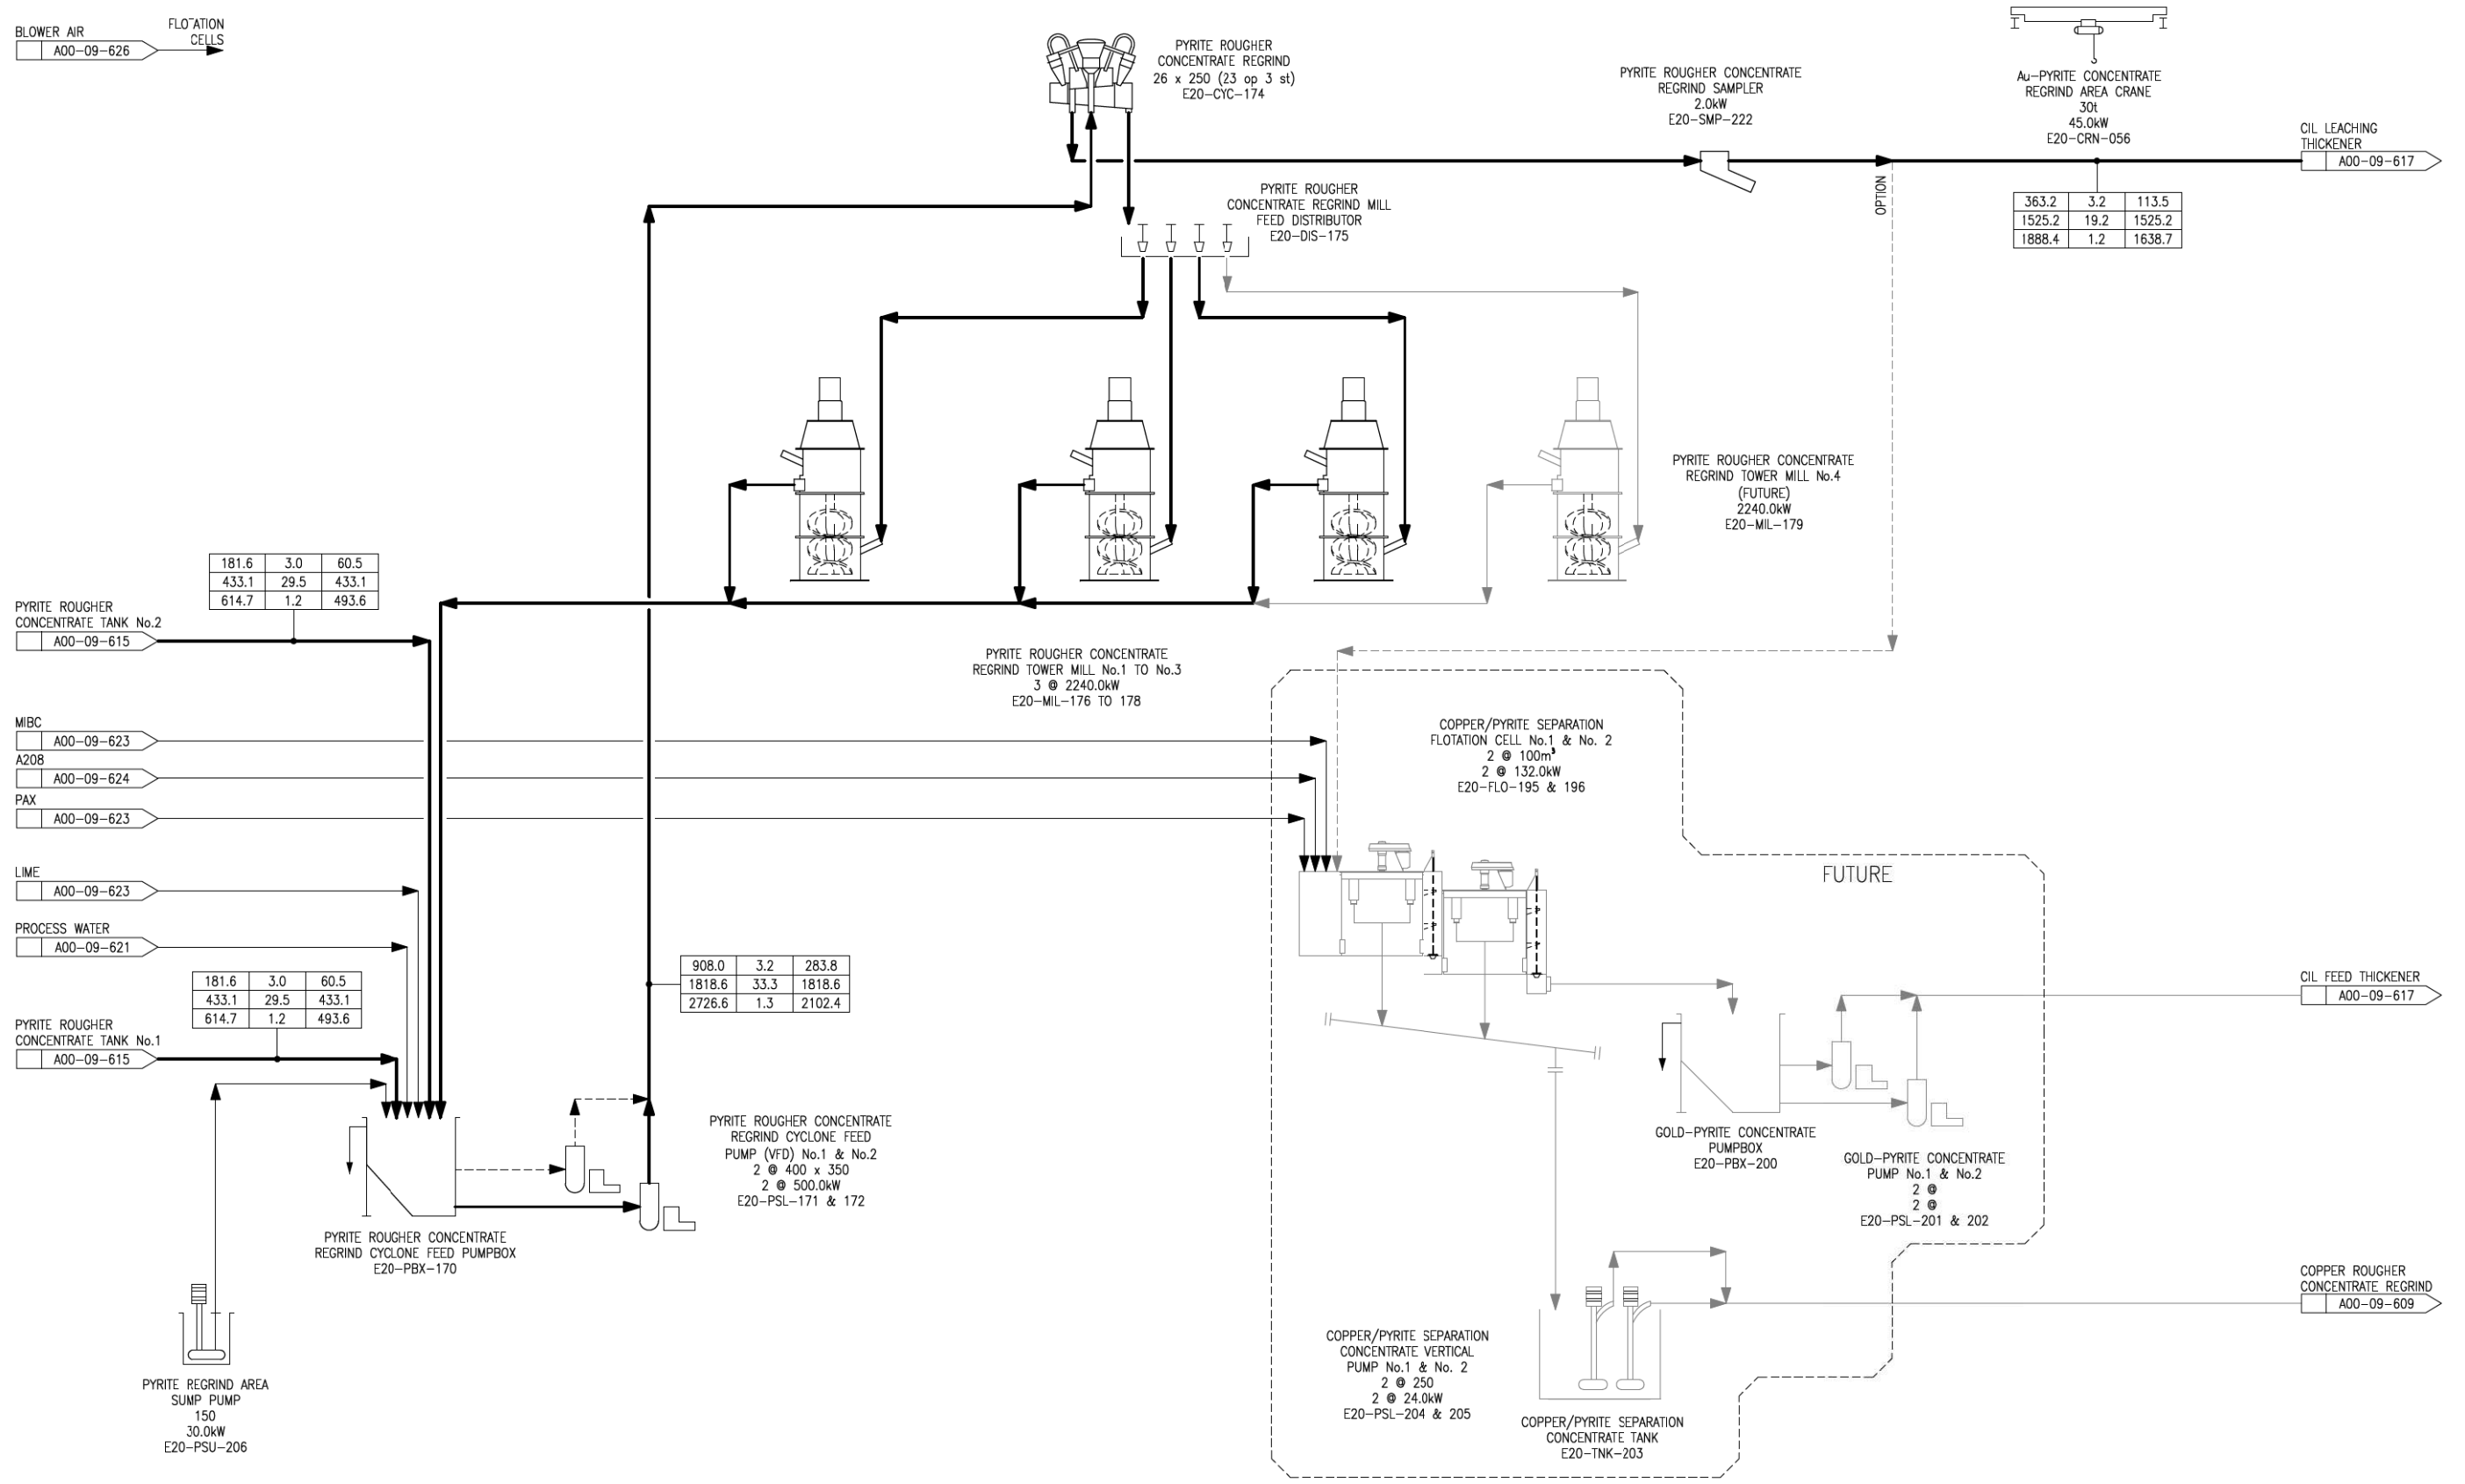 BLOWER AIR
A00-09-626
FLOTATION
CELLS
PYRITE ROUGHER
CONCENTRATE REGRIND
26 x 250 (23 op 3 st)
E20-CYC-174
PYRITE ROUGHER CONCENTRATE
REGRIND SAMPLER
2.0kW
E20-SMP-222
Au-PYRITE CONCENTRATE
REGRIND AREA CRANE
30t
45.0kW
E20-CRN-056
CIL LEACHING
THICKENER
A00-09-617
OPTION
363.2 3.2 113.5
1525.2 19.2 1525.2
1888.4 1.2 1638.7
PYRITE ROUGHER
CONCENTRATE REGRIND MILL
FEED DISTRIBUTOR
E20-DIS-175
PYRITE ROUGHER CONCENTRATE
REGRIND TOWER MILL No.4
(FUTURE)
2240.0kW
E20-MIL-179
181.6 3.0 60.5
433.1 29.5 433.1
614.7 1.2 493.6
PYRITE ROUGHER
CONCENTRATE TANK No.2
A00-09-615
PYRITE ROUGHER CONCENTRATE
REGRIND TOWER MILL No.1 TO No.3
3 @ 2240.0kW
E20-MIL-176 TO 178
MIBC
A00-09-623
A208
A00-09-624
PAX
A00-09-623
COPPER/PYRITE SEPARATION
FLOTATION CELL No.1 & No. 2
2 @ 100m³
2 @ 132.0kW
E20-FLO-195 & 196
FUTURE
LIME
A00-09-623
PROCESS WATER
A00-09-621
181.6 3.0 60.5
433.1 29.5 433.1
614.7 1.2 493.6
908.0 3.2 283.8
1818.6 33.3 1818.6
2726.6 1.3 2102.4
CIL FEED THICKENER
A00-09-617
PYRITE ROUGHER
CONCENTRATE TANK No.1
A00-09-615
PYRITE ROUGHER CONCENTRATE
REGRIND CYCLONE FEED
PUMP (VFD) No.1 & No.2
2 @ 400 x 350
2 @ 500.0kW
E20-PSL-171 & 172
GOLD-PYRITE CONCENTRATE
PUMPBOX
E20-PBX-200
GOLD-PYRITE CONCENTRATE
PUMP No.1 & No.2
2 @
2 @
E20-PSL-201 & 202
PYRITE ROUGHER CONCENTRATE
REGRIND CYCLONE FEED PUMPBOX
E20-PBX-170
COPPER ROUGHER
CONCENTRATE REGRIND
A00-09-609
COPPER/PYRITE SEPARATION
CONCENTRATE VERTICAL
PUMP No.1 & No. 2
2 @ 250
2 @ 24.0kW
E20-PSL-204 & 205
PYRITE REGRIND AREA
SUMP PUMP
150
30.0kW
E20-PSU-206
COPPER/PYRITE SEPARATION
CONCENTRATE TANK
E20-TNK-203